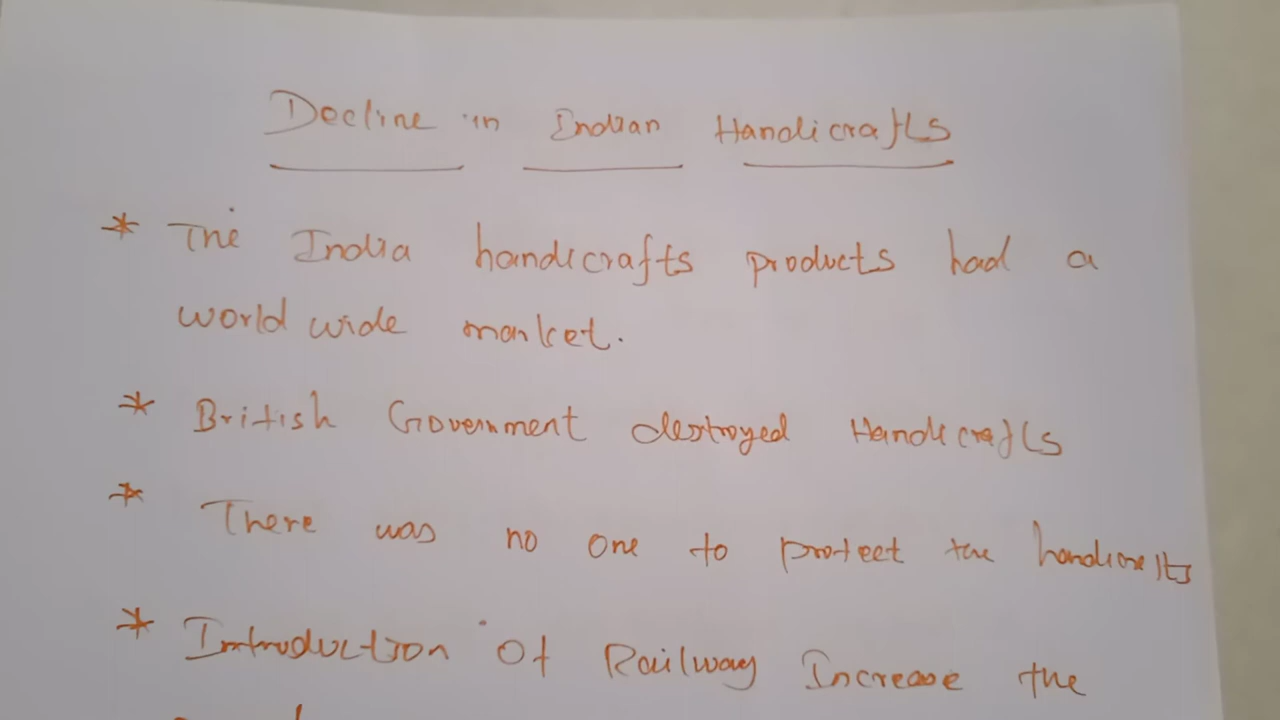 Decline in Indian Handicrafts
* The India handicrafts products had a
world wide market.
* British Government destroyed Handicrafts
* There was no one to protect the handicrafts
* Introduction of Railway Increase the